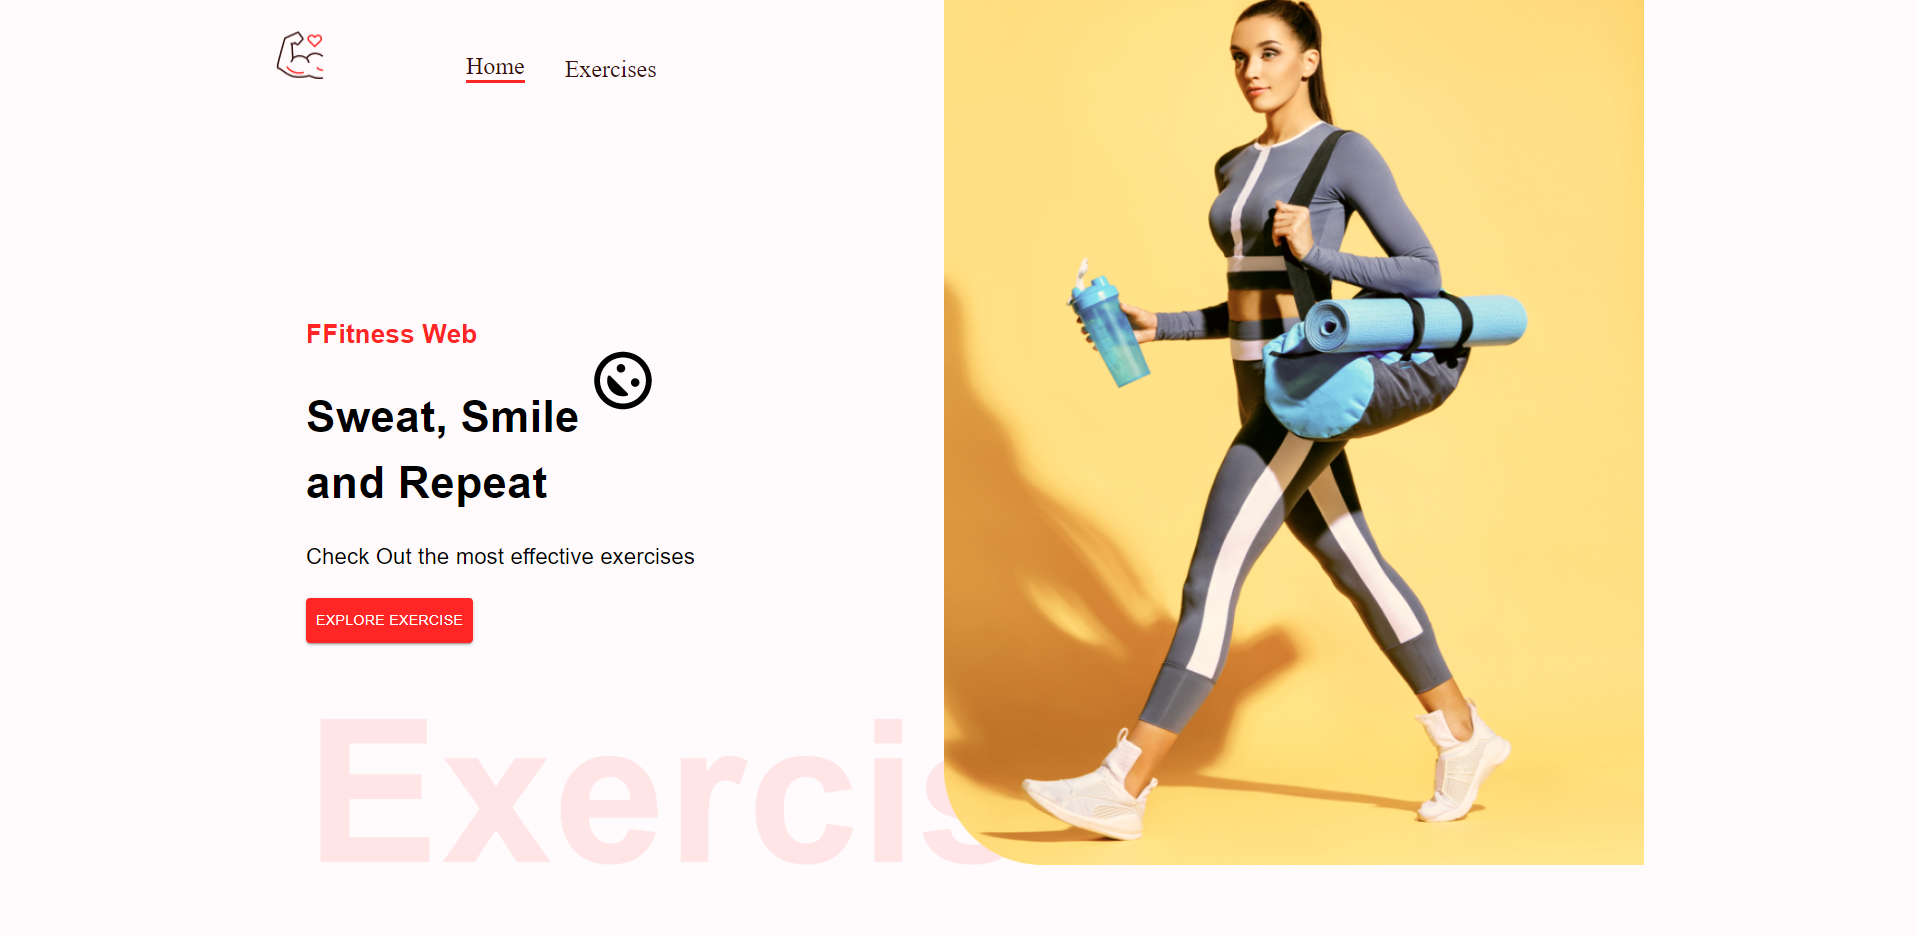 Home
Exercises
FFitness Web
Sweat, Smile
and Repeat
Check Out the most effective exercises
EXPLORE EXERCISE
Exercis